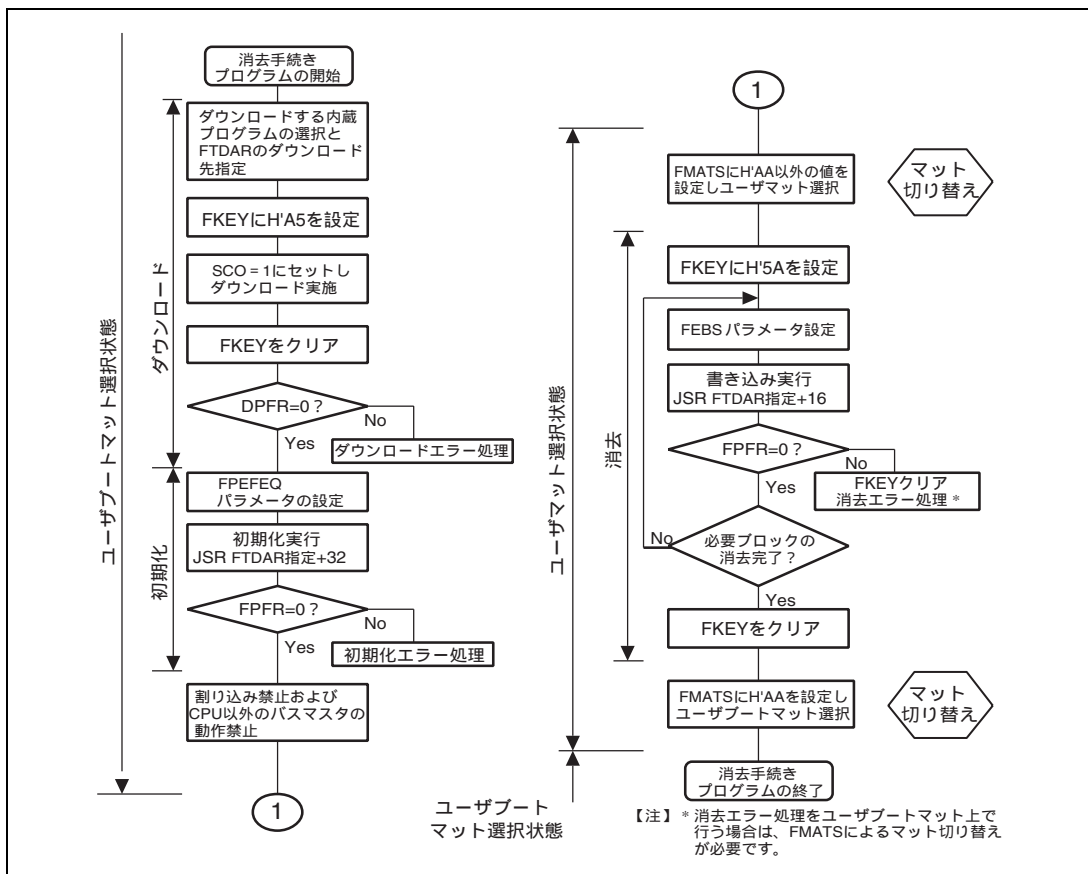 消去手続き
プログラムの開始
ダウンロードする内蔵
プログラムの選択と
FTDARのダウンロード
先指定
FKEYにH'A5を設定
SCO = 1にセットし
ダウンロード実施
FKEYをクリア
DPFR=0 ?
No
Yes
ダウンロードエラー処理
FPEFEQ
パラメータの設定
初期化実行
JSR FTDAR指定+32
FPFR=0 ?
No
Yes
初期化エラー処理
割り込み禁止および
CPU以外のバスマスタの
動作禁止
1
ユーザブートマット選択状態
ダウンロード
初期化
1
FMATSにH'AA以外の値を
設定しユーザマット選択
マット
切り替え
FKEYにH'5Aを設定
FEBSパラメータ設定
書き込み実行
JSR FTDAR指定+16
FPFR=0 ?
No
Yes
FKEYクリア
消去エラー処理 *
必要ブロックの
消去完了?
No
Yes
FKEYをクリア
FMATSにH'AAを設定し
ユーザブートマット選択
マット
切り替え
消去手続き
プログラムの終了
ユーザマット選択状態
消去
ユーザブート
マット選択状態
【注】 * 消去エラー処理をユーザブートマット上で
行う場合は、FMATSによるマット切り替え
が必要です。